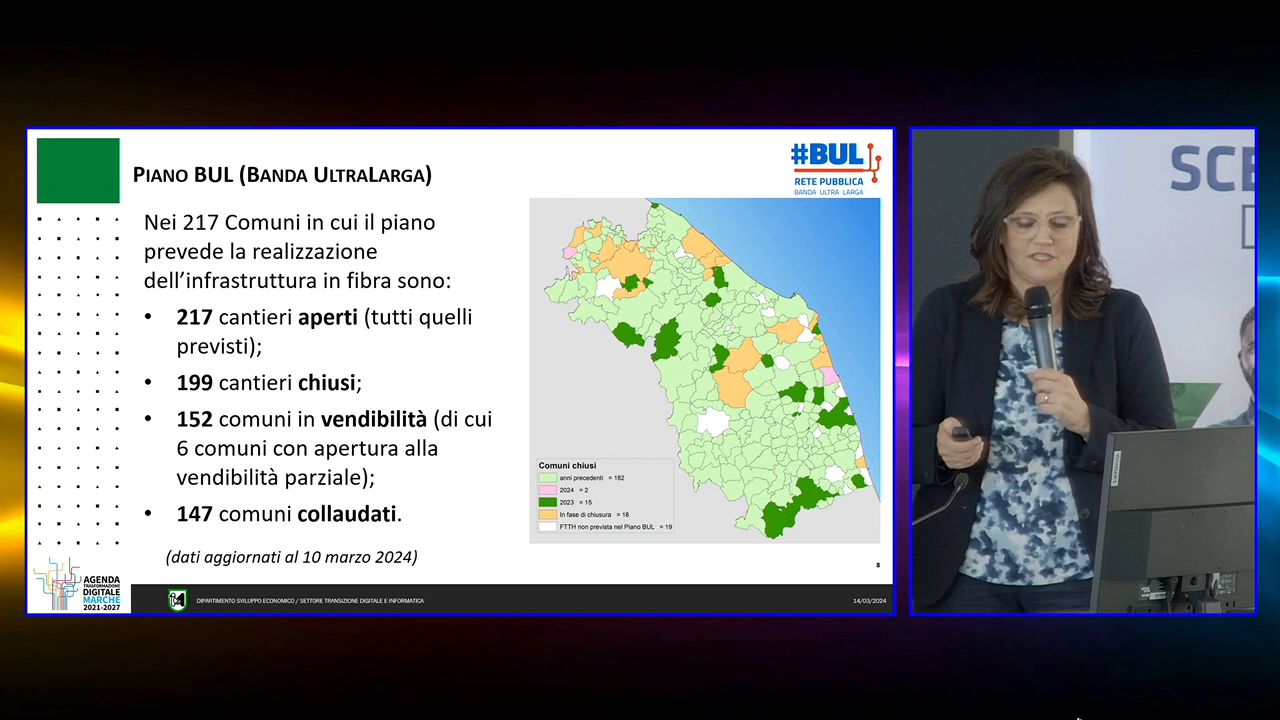 PIANO BUL (BANDA ULTRALARGA)
#BUL
RETE PUBBLICA
BANDA ULTRA LARGA
Nei 217 Comuni in cui il piano
prevede la realizzazione
dell'infrastruttura in fibra sono:
• 217 cantieri aperti (tutti quelli
previsti);
• 199 cantieri chiusi;
• 152 comuni in vendibilità (di cui
6 comuni con apertura alla
vendibilità parziale);
• 147 comuni collaudati.
(dati aggiornati al 10 marzo 2024)
Comuni chiusi
anni precedenti = 182
2024 = 2
2023 = 15
In fase di chiusura = 18
FTTH non prevista nel Piano BUL = 19
8
AGENDA
TRASFORMAZIONE
DIGITALE
MARCHE
2021-2027
DIPARTIMENTO SVILUPPO ECONOMICO / SETTORE TRANSIZIONE DIGITALE E INFORMATICA
14/03/2024
SCE
Lenovo